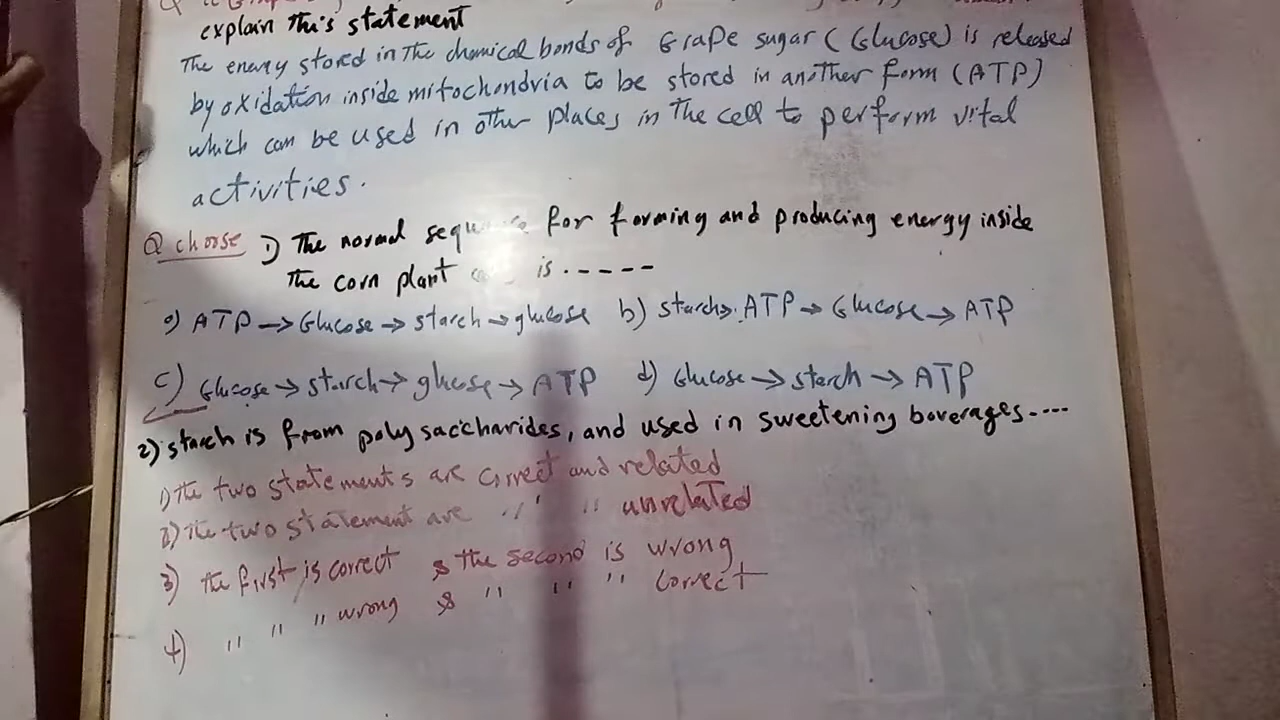 explain this statement
The energy stored in the chemical bonds of Grape sugar (Glucose) is released
by oxidation inside mitochondria to be stored in another form (ATP)
which can be used in other places in the cell to perform vital
activities.
Q choose 1) The normal for forming and producing energy inside
the corn plant is .-----
a) ATP → Glucose → starch → glucose b) starch → ATP → Glucose → ATP
c) Glucose → starch → glucose → ATP d) Glucose → starch → ATP
2) starch is from polysaccharides, and used in sweetening boverages....
1) the two statements are correct and related
2) the two statement are " " unrelated
3) the first is correct & the second is wrong
4) " " " wrong & " " " correct